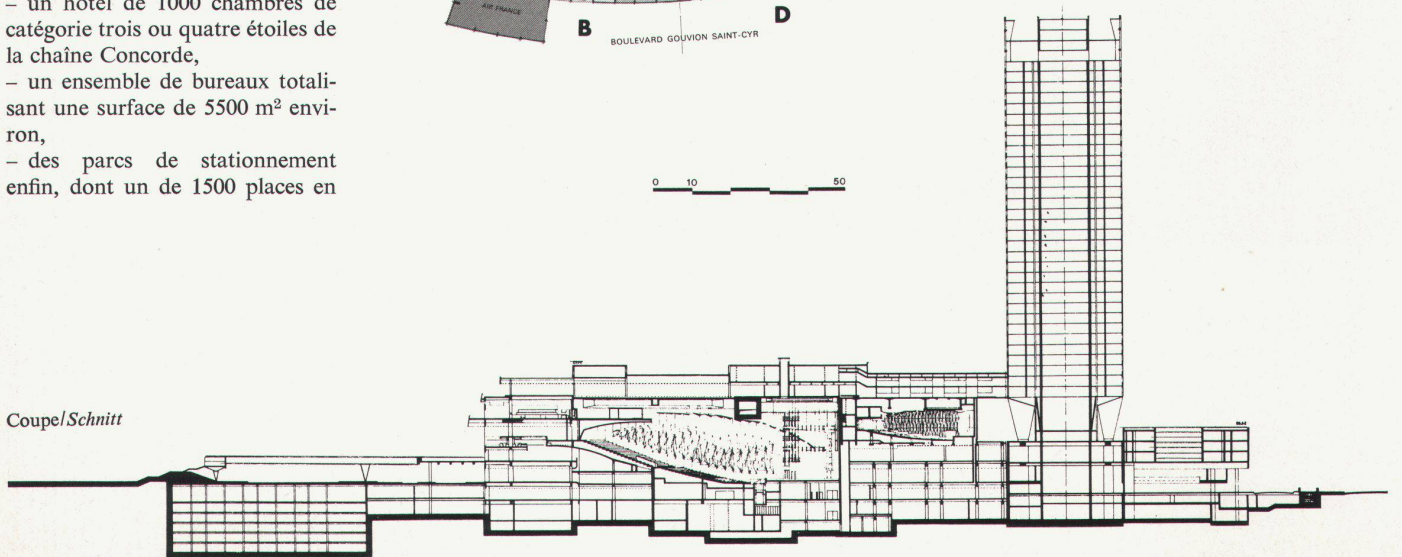 – un hôtel de 1000 chambres de
catégorie trois ou quatre étoiles de
la chaîne Concorde,
– un ensemble de bureaux totali-
sant une surface de 5500 m² envi-
ron,
– des parcs de stationnement
enfin, dont un de 1500 places en
AIR FRANCE
B
D
BOULEVARD GOUVION SAINT-CYR
0 10 50
Coupe/Schnitt